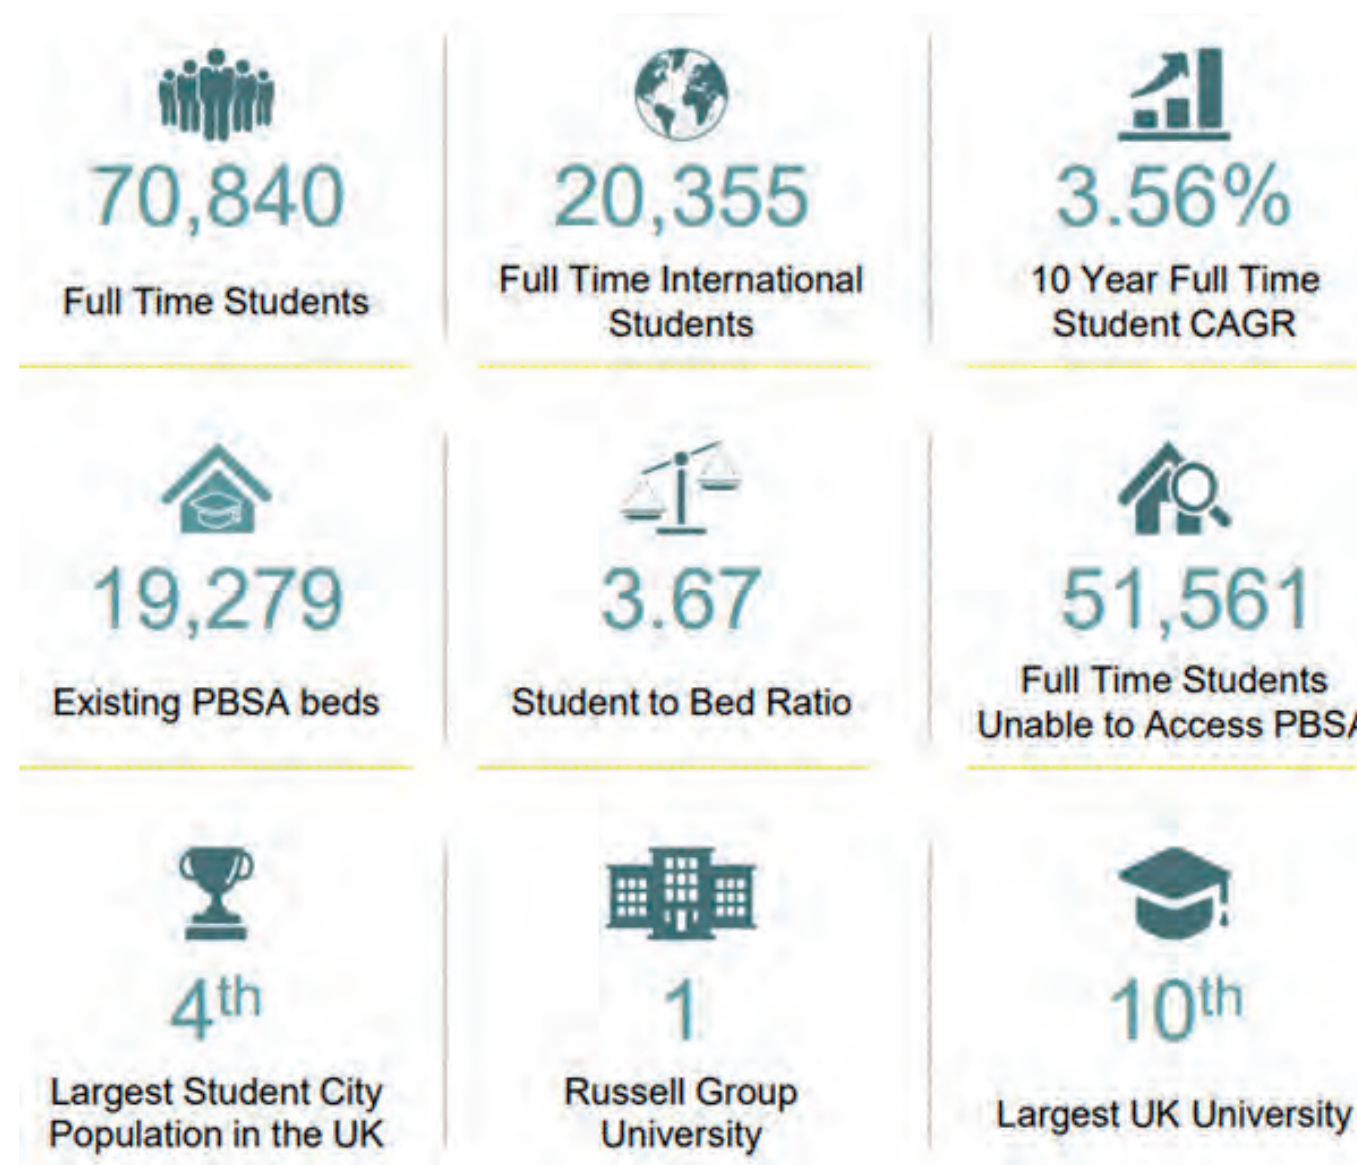 70,840
Full Time Students
20,355
Full Time International
Students
3.56%
10 Year Full Time
Student CAGR
19,279
Existing PBSA beds
3.67
Student to Bed Ratio
51,561
Full Time Students
Unable to Access PBSA
4th
Largest Student City
Population in the UK
1
Russell Group
University
10th
Largest UK University